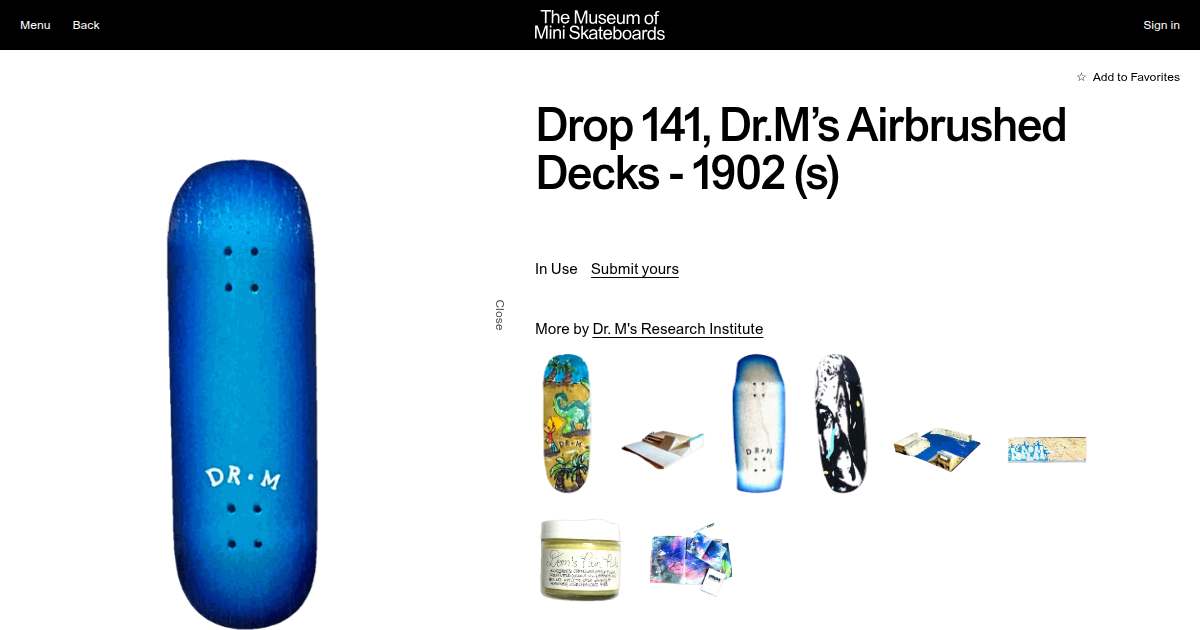 Menu
Back
The Museum of
Mini Skateboards
Sign in
☆ Add to Favorites
Drop 141, Dr.M’s Airbrushed
Decks - 1902 (s)
DR•M
Close
In Use
Submit yours
More by Dr. M's Research Institute
DR•M